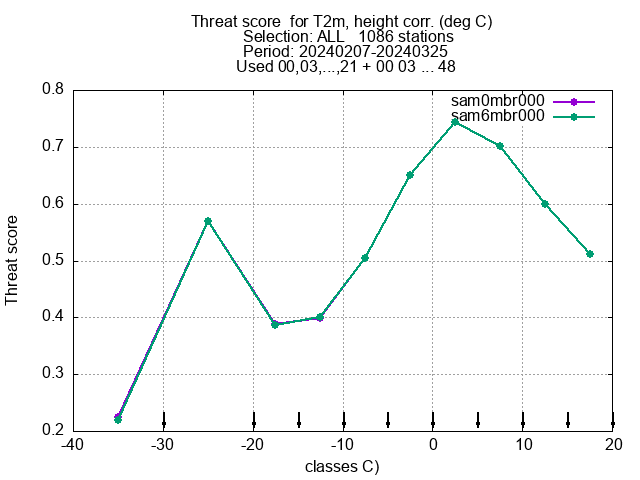 Threat score  for T2m, height corr. (deg C)
Selection: ALL   1086 stations
Period: 20240207-20240325
Used 00,03,...,21 + 00 03 ... 48
sam0mbr000
sam6mbr000
0.8
0.7
0.6
0.5
0.4
0.3
0.2
Threat score
-40 -30 -20 -10 0 10 20
classes C)